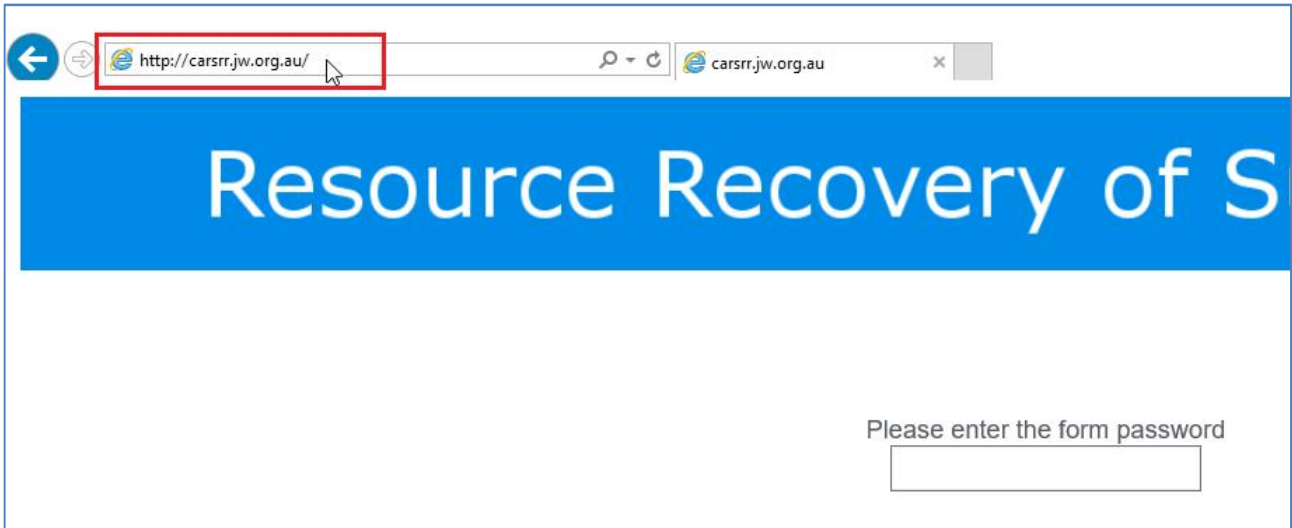 http://carsrr.jw.org.au/
carsrr.jw.org.au
Resource Recovery of S
Please enter the form password